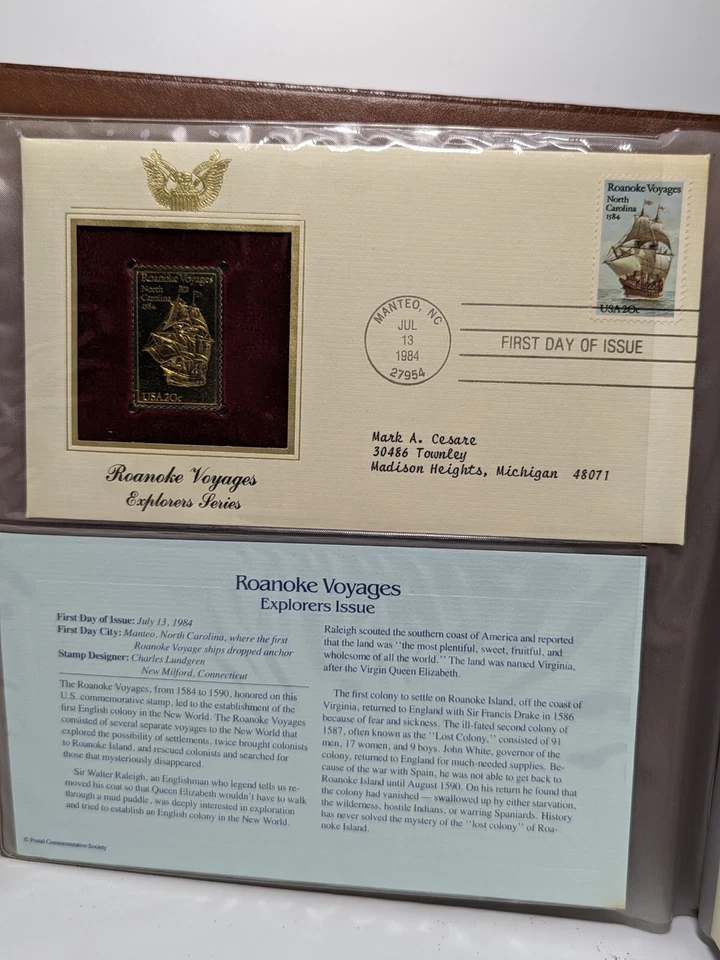 Roanoke Voyages
North
Carolina
1584
USA 20c
Roanoke Voyages
Explorers Series
Roanoke Voyages
North
Carolina
1584
USA 20c
MANTEO, NC
JUL
13
1984
27954
FIRST DAY OF ISSUE
Mark A. Cesare
30486 Townley
Madison Heights, Michigan 48071
Roanoke Voyages
Explorers Issue
First Day of Issue: July 13, 1984
First Day City: Manteo, North Carolina, where the first
Roanoke Voyage ships dropped anchor
Stamp Designer: Charles Lundgren
New Milford, Connecticut
The Roanoke Voyages, from 1584 to 1590, honored on this
U.S. commemorative stamp, led to the establishment of the
first English colony in the New World. The Roanoke Voyages
consisted of several separate voyages to the New World that
explored the possibility of settlements, twice brought colonists
to Roanoke Island, and rescued colonists and searched for
those that mysteriously disappeared.
Sir Walter Raleigh, an Englishman who legend tells us re-
moved his coat so that Queen Elizabeth wouldn't have to walk
through a mud puddle, was deeply interested in exploration
and tried to establish an English colony in the New World.
Raleigh scouted the southern coast of America and reported
that the land was "the most plentiful, sweet, fruitful, and
wholesome of all the world." The land was named Virginia,
after the Virgin Queen Elizabeth.
The first colony to settle on Roanoke Island, off the coast of
Virginia, returned to England with Sir Francis Drake in 1586
because of fear and sickness. The ill-fated second colony of
1587, often known as the "Lost Colony," consisted of 91
men, 17 women, and 9 boys. John White, governor of the
colony, returned to England for much-needed supplies. Be-
cause of the war with Spain, he was not able to get back to
Roanoke Island until August 1590. On his return he found that
the colony had vanished — swallowed up by either starvation,
the wilderness, hostile Indians, or warring Spaniards. History
has never solved the mystery of the "lost colony" of Roa-
noke Island.
© Postal Commemorative Society